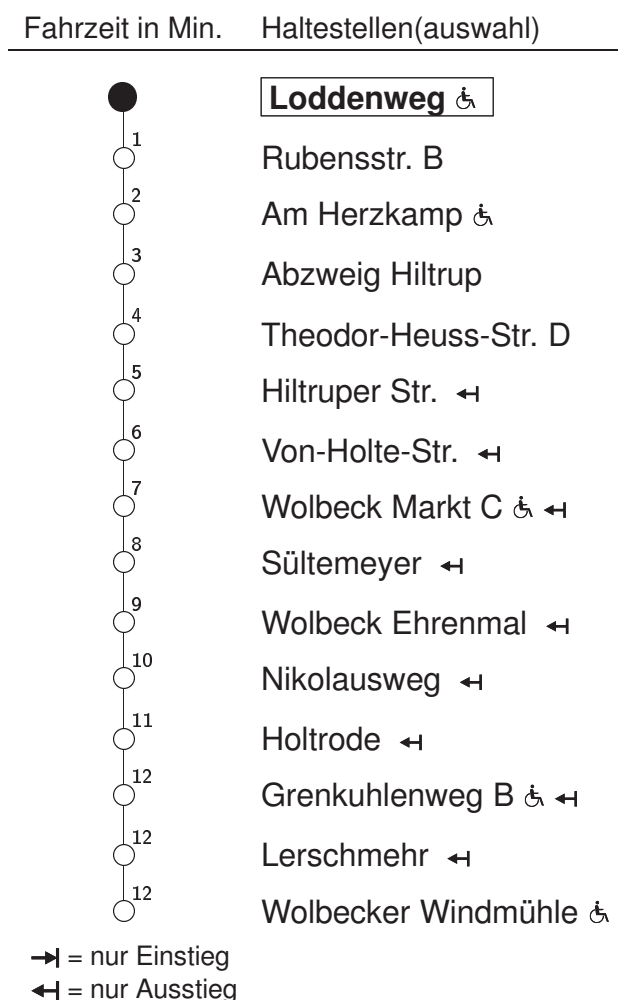 Fahrzeit in Min. Haltestellen(auswahl)
Loddenweg
1 Rubensstr. B
2 Am Herzkamp
3 Abzweig Hiltrup
4 Theodor-Heuss-Str. D
5 Hiltruper Str.
6 Von-Holte-Str.
7 Wolbeck Markt C
8 Sültemeyer
9 Wolbeck Ehrenmal
10 Nikolausweg
11 Holtrode
12 Grenkuhlenweg B
12 Lerschmehr
12 Wolbecker Windmühle
= nur Einstieg
= nur Ausstieg